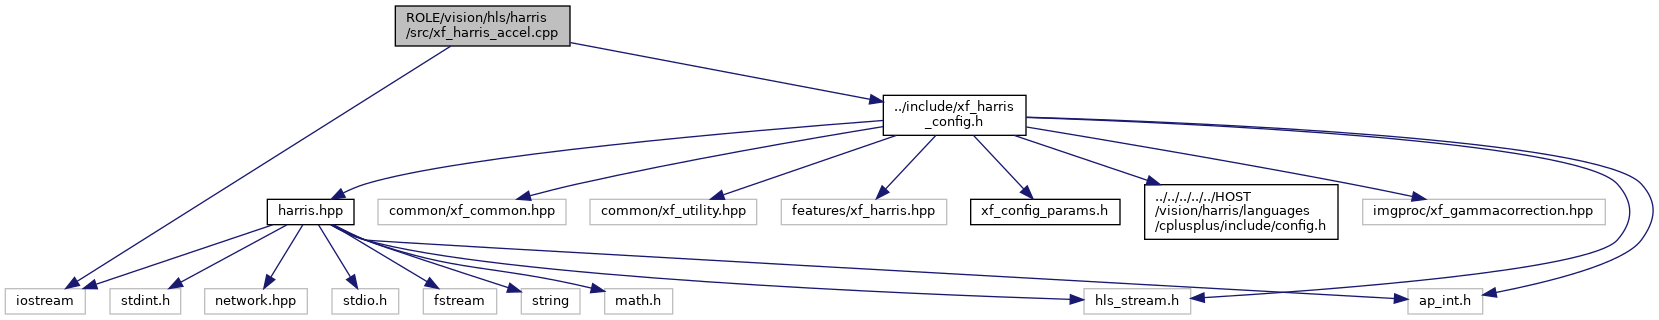 ROLE/vision/hls/harris
/src/xf_harris_accel.cpp
../include/xf_harris
_config.h
harris.hpp
common/xf_common.hpp
common/xf_utility.hpp
features/xf_harris.hpp
xf_config_params.h
../../../../../HOST
/vision/harris/languages
/cplusplus/include/config.h
imgproc/xf_gammacorrection.hpp
iostream
stdint.h
network.hpp
stdio.h
fstream
string
math.h
hls_stream.h
ap_int.h